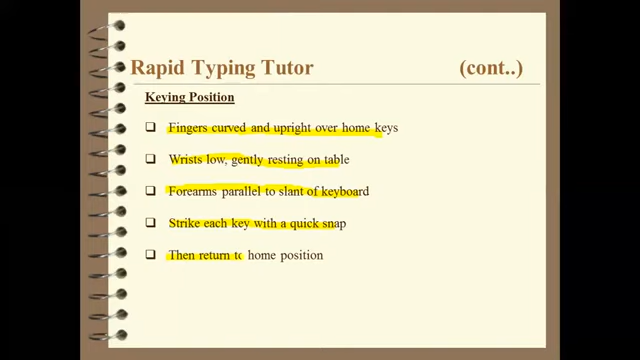 Rapid Typing Tutor (cont..)
Keying Position
Fingers curved and upright over home keys
Wrists low, gently resting on table
Forearms parallel to slant of keyboard
Strike each key with a quick snap
Then return to home position